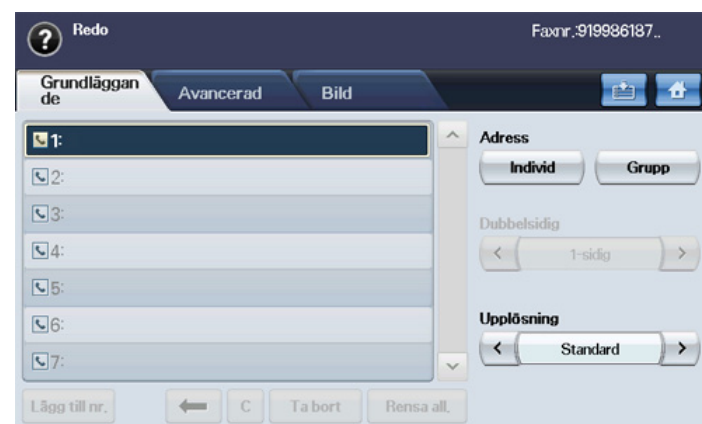 Redo
Faxnr.:919986187..
Grundläggan
de
Avancerad
Bild
1:
2:
3:
4:
5:
6:
7:
Adress
Individ
Grupp
Dubbelsidig
1-sidig
Upplösning
Standard
Lägg till nr.
C
Ta bort
Rensa all.